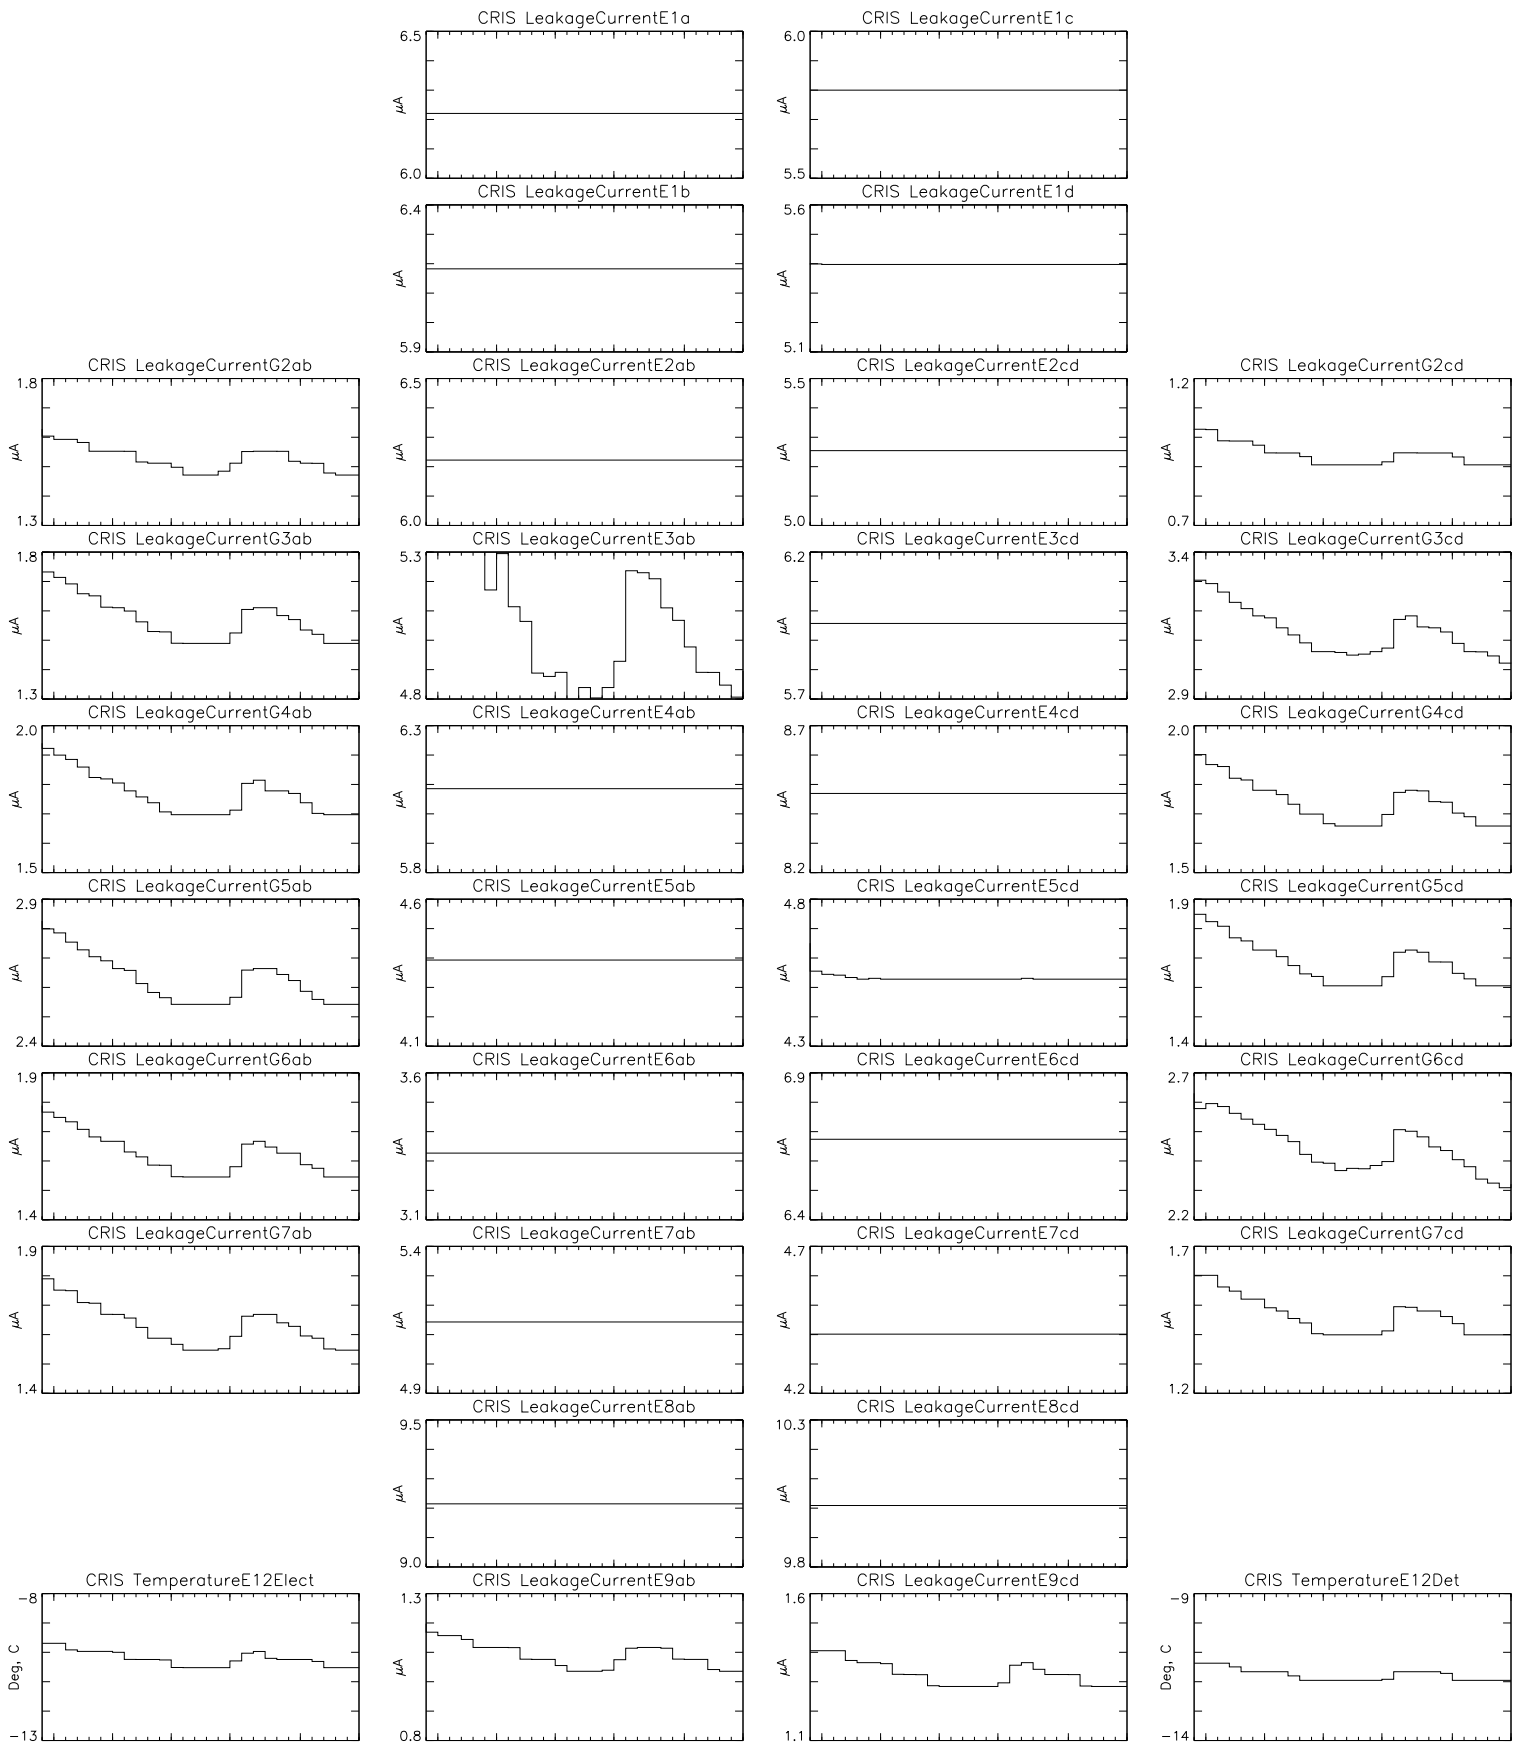 CRIS LeakageCurrentE1a
6.5
μA
6.0
CRIS LeakageCurrentE1c
6.0
μA
5.5
CRIS LeakageCurrentE1b
6.4
μA
5.9
CRIS LeakageCurrentE1d
5.6
μA
5.1
CRIS LeakageCurrentG2ab
1.8
μA
1.3
CRIS LeakageCurrentE2ab
6.5
μA
6.0
CRIS LeakageCurrentE2cd
5.5
μA
5.0
CRIS LeakageCurrentG2cd
1.2
μA
0.7
CRIS LeakageCurrentG3ab
1.8
μA
1.3
CRIS LeakageCurrentE3ab
5.3
μA
4.8
CRIS LeakageCurrentE3cd
6.2
μA
5.7
CRIS LeakageCurrentG3cd
3.4
μA
2.9
CRIS LeakageCurrentG4ab
2.0
μA
1.5
CRIS LeakageCurrentE4ab
6.3
μA
5.8
CRIS LeakageCurrentE4cd
8.7
μA
8.2
CRIS LeakageCurrentG4cd
2.0
μA
1.5
CRIS LeakageCurrentG5ab
2.9
μA
2.4
CRIS LeakageCurrentE5ab
4.6
μA
4.1
CRIS LeakageCurrentE5cd
4.8
μA
4.3
CRIS LeakageCurrentG5cd
1.9
μA
1.4
CRIS LeakageCurrentG6ab
1.9
μA
1.4
CRIS LeakageCurrentE6ab
3.6
μA
3.1
CRIS LeakageCurrentE6cd
6.9
μA
6.4
CRIS LeakageCurrentG6cd
2.7
μA
2.2
CRIS LeakageCurrentG7ab
1.9
μA
1.4
CRIS LeakageCurrentE7ab
5.4
μA
4.9
CRIS LeakageCurrentE7cd
4.7
μA
4.2
CRIS LeakageCurrentG7cd
1.7
μA
1.2
CRIS LeakageCurrentE8ab
9.5
μA
9.0
CRIS LeakageCurrentE8cd
10.3
μA
9.8
CRIS TemperatureE12Elect
-8
Deg, C
-13
CRIS LeakageCurrentE9ab
1.3
μA
0.8
CRIS LeakageCurrentE9cd
1.6
μA
1.1
CRIS TemperatureE12Det
-9
Deg, C
-14